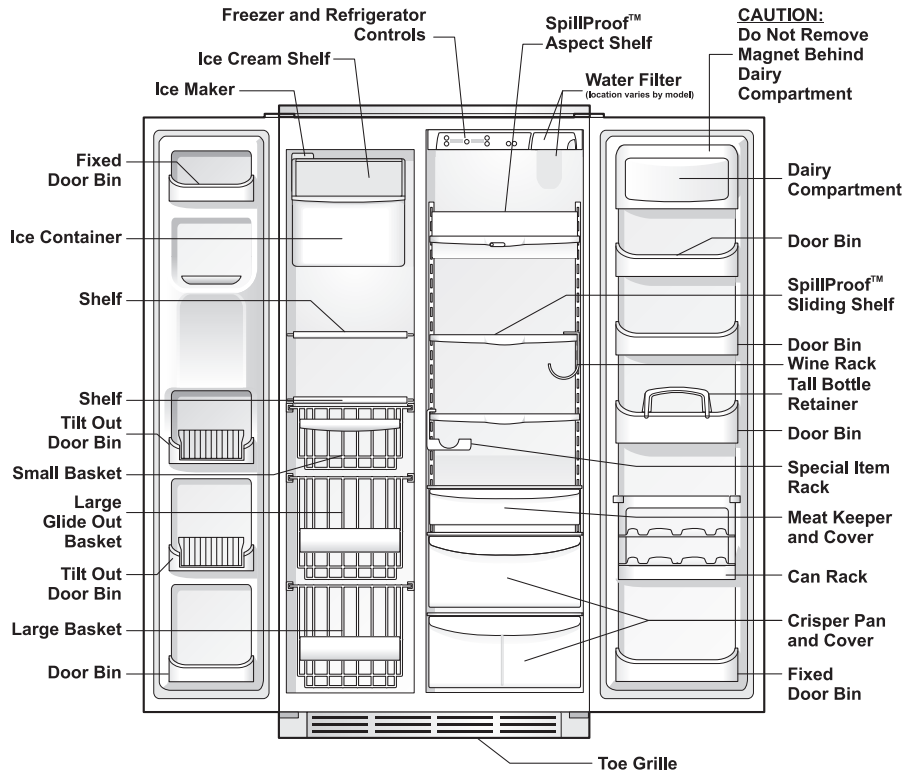 Freezer and Refrigerator
Controls
Ice Cream Shelf
Ice Maker
SpillProof™
Aspect Shelf
Water Filter
(location varies by model)
CAUTION:
Do Not Remove
Magnet Behind
Dairy
Compartment
Fixed
Door Bin
Ice Container
Shelf
Shelf
Tilt Out
Door Bin
Small Basket
Large
Glide Out
Basket
Tilt Out
Door Bin
Large Basket
Door Bin
Dairy
Compartment
Door Bin
SpillProof™
Sliding Shelf
Door Bin
Wine Rack
Tall Bottle
Retainer
Door Bin
Special Item
Rack
Meat Keeper
and Cover
Can Rack
Crisper Pan
and Cover
Fixed
Door Bin
Toe Grille